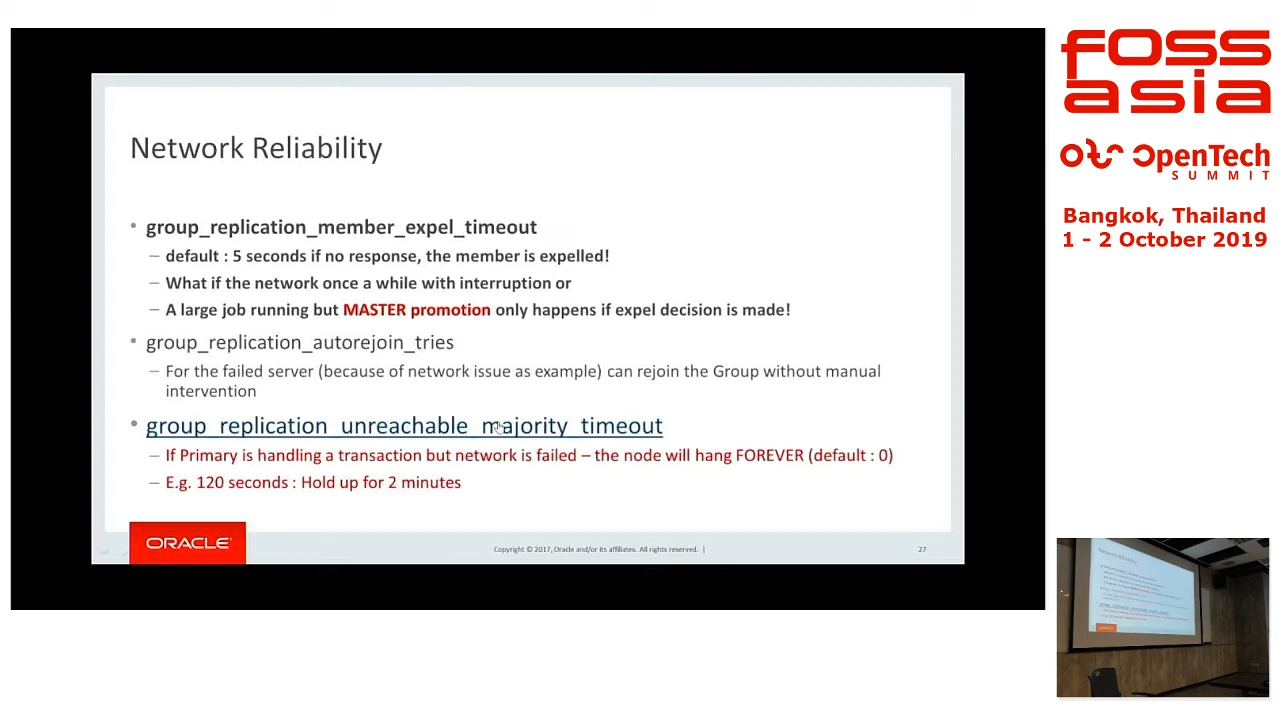 Network Reliability
• group_replication_member_expel_timeout
– default : 5 seconds if no response, the member is expelled!
– What if the network once a while with interruption or
– A large job running but MASTER promotion only happens if expel decision is made!
• group_replication_autorejoin_tries
– For the failed server (because of network issue as example) can rejoin the Group without manual
intervention
• group_replication_unreachable_majority_timeout
– If Primary is handling a transaction but network is failed – the node will hang FOREVER (default : 0)
– E.g. 120 seconds : Hold up for 2 minutes
ORACLE
Copyright © 2017, Oracle and/or its affiliates. All rights reserved. |
27
FOSS
asia
OpenTech
SUMMIT
Bangkok, Thailand
1 - 2 October 2019
Network Reliability